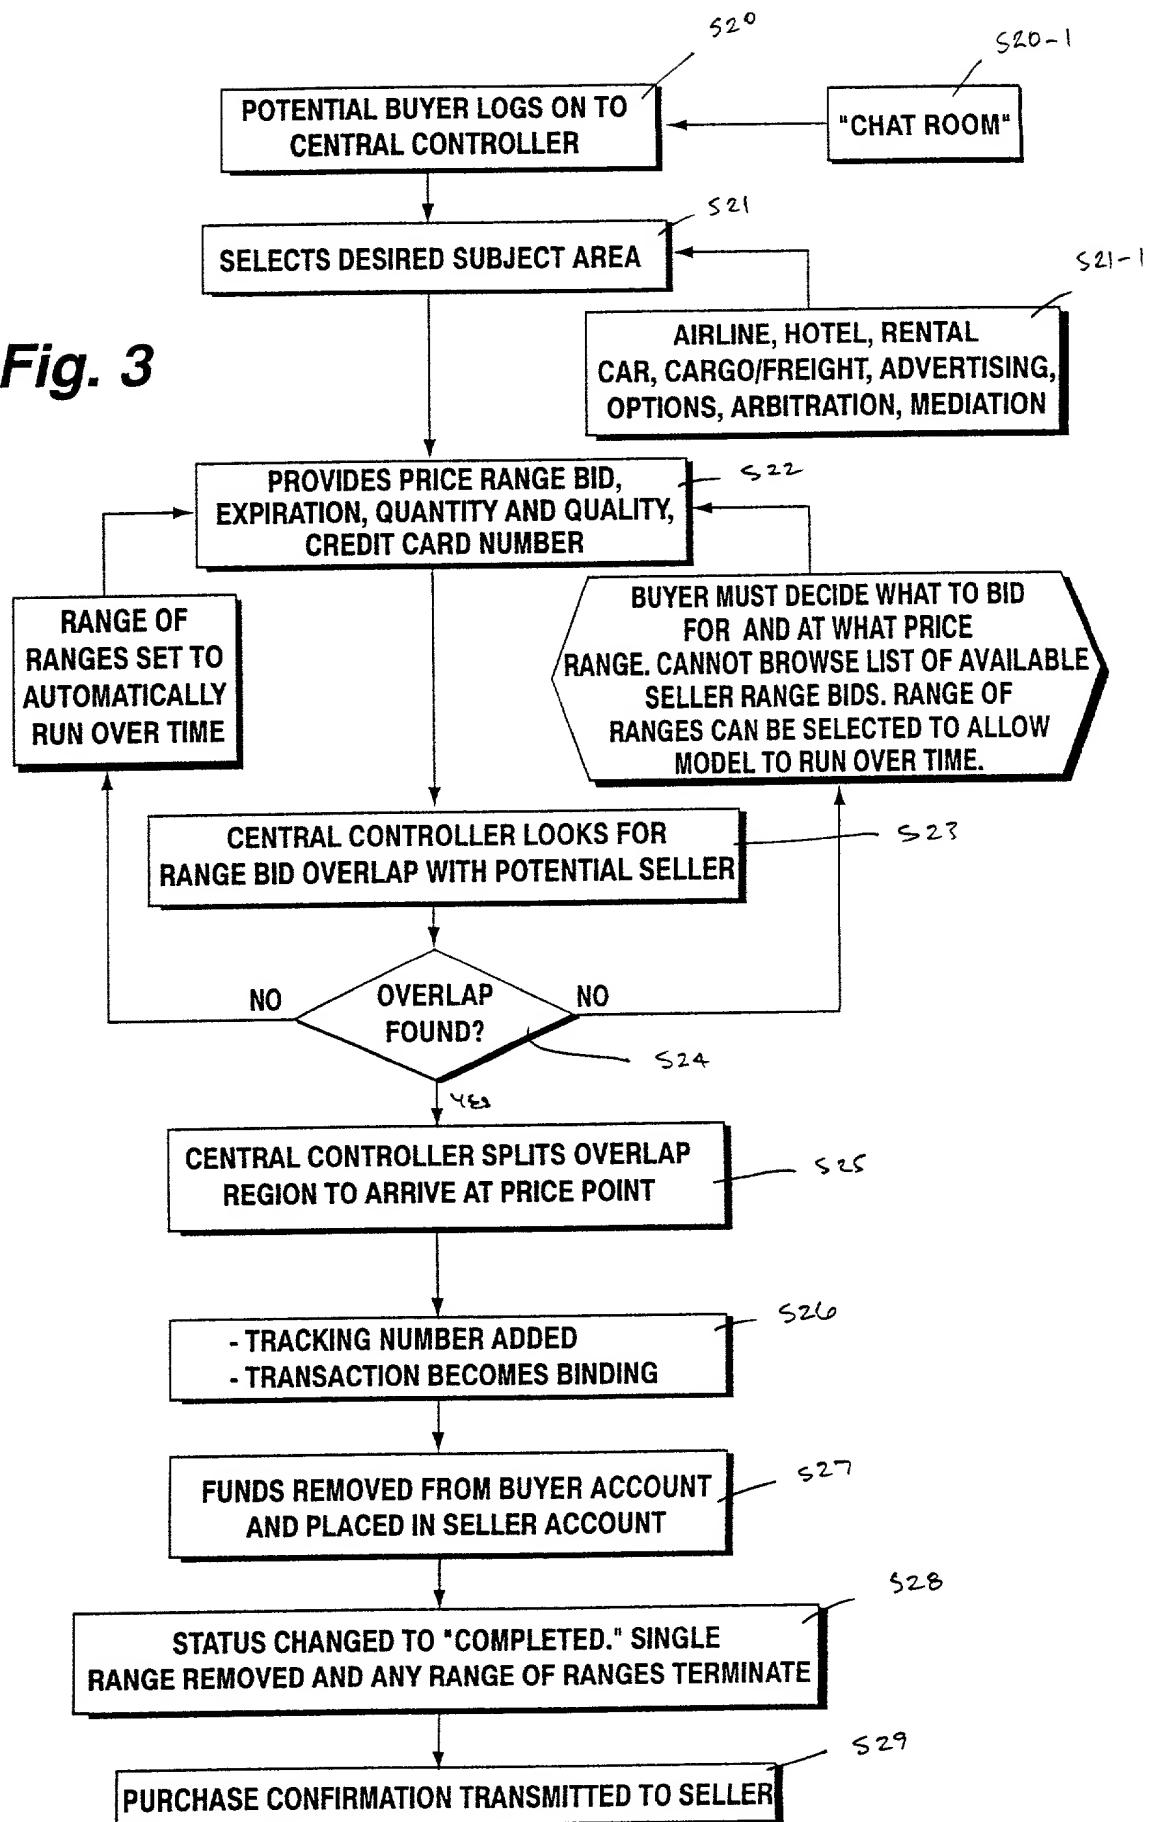 S20
S20-1
POTENTIAL BUYER LOGS ON TO
CENTRAL CONTROLLER
"CHAT ROOM"
S21
SELECTS DESIRED SUBJECT AREA
S21-1
AIRLINE, HOTEL, RENTAL
CAR, CARGO/FREIGHT, ADVERTISING,
OPTIONS, ARBITRATION, MEDIATION
Fig. 3
PROVIDES PRICE RANGE BID,
EXPIRATION, QUANTITY AND QUALITY,
CREDIT CARD NUMBER
S22
RANGE OF
RANGES SET TO
AUTOMATICALLY
RUN OVER TIME
BUYER MUST DECIDE WHAT TO BID
FOR AND AT WHAT PRICE
RANGE. CANNOT BROWSE LIST OF AVAILABLE
SELLER RANGE BIDS. RANGE OF
RANGES CAN BE SELECTED TO ALLOW
MODEL TO RUN OVER TIME.
CENTRAL CONTROLLER LOOKS FOR
RANGE BID OVERLAP WITH POTENTIAL SELLER
S23
NO
OVERLAP
FOUND?
NO
S24
YES
CENTRAL CONTROLLER SPLITS OVERLAP
REGION TO ARRIVE AT PRICE POINT
S25
- TRACKING NUMBER ADDED
- TRANSACTION BECOMES BINDING
S26
FUNDS REMOVED FROM BUYER ACCOUNT
AND PLACED IN SELLER ACCOUNT
S27
S28
STATUS CHANGED TO "COMPLETED." SINGLE
RANGE REMOVED AND ANY RANGE OF RANGES TERMINATE
S29
PURCHASE CONFIRMATION TRANSMITTED TO SELLER